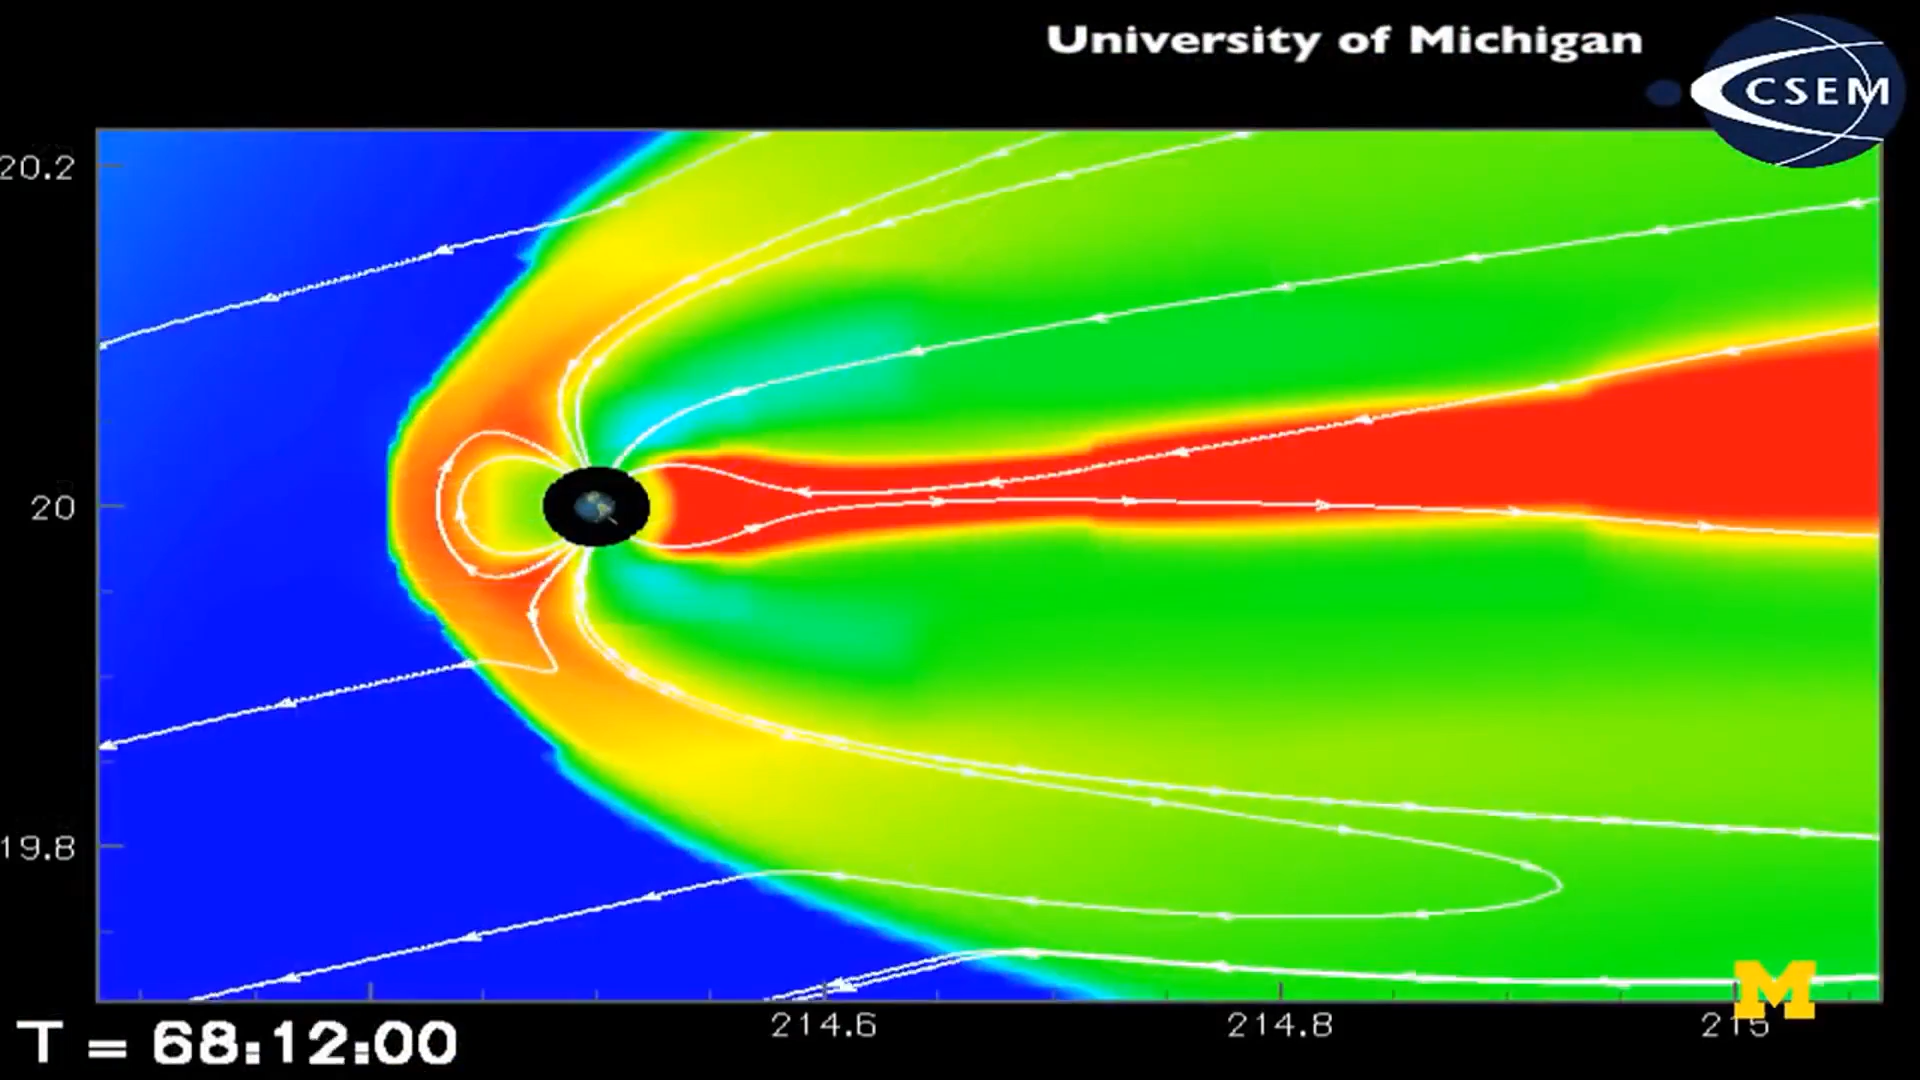 University of Michigan
CSEM
20.2
20
19.8
214.6
214.8
215
M
T = 68:12:00